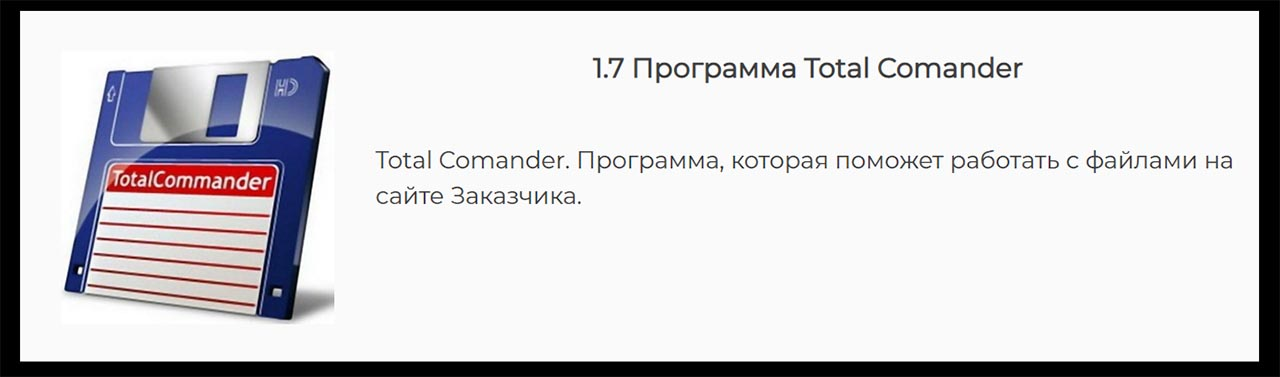 1.7 Программа Total Comander
HD
TotalCommander
Total Comander. Программа, которая поможет работать с файлами на
сайте Заказчика.